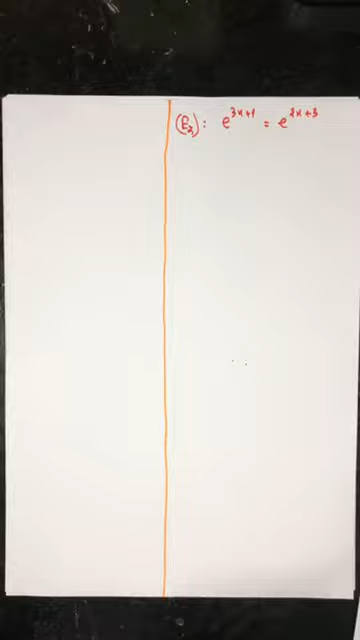 (E₂) : e^{3x+1} = e^{2x+3}